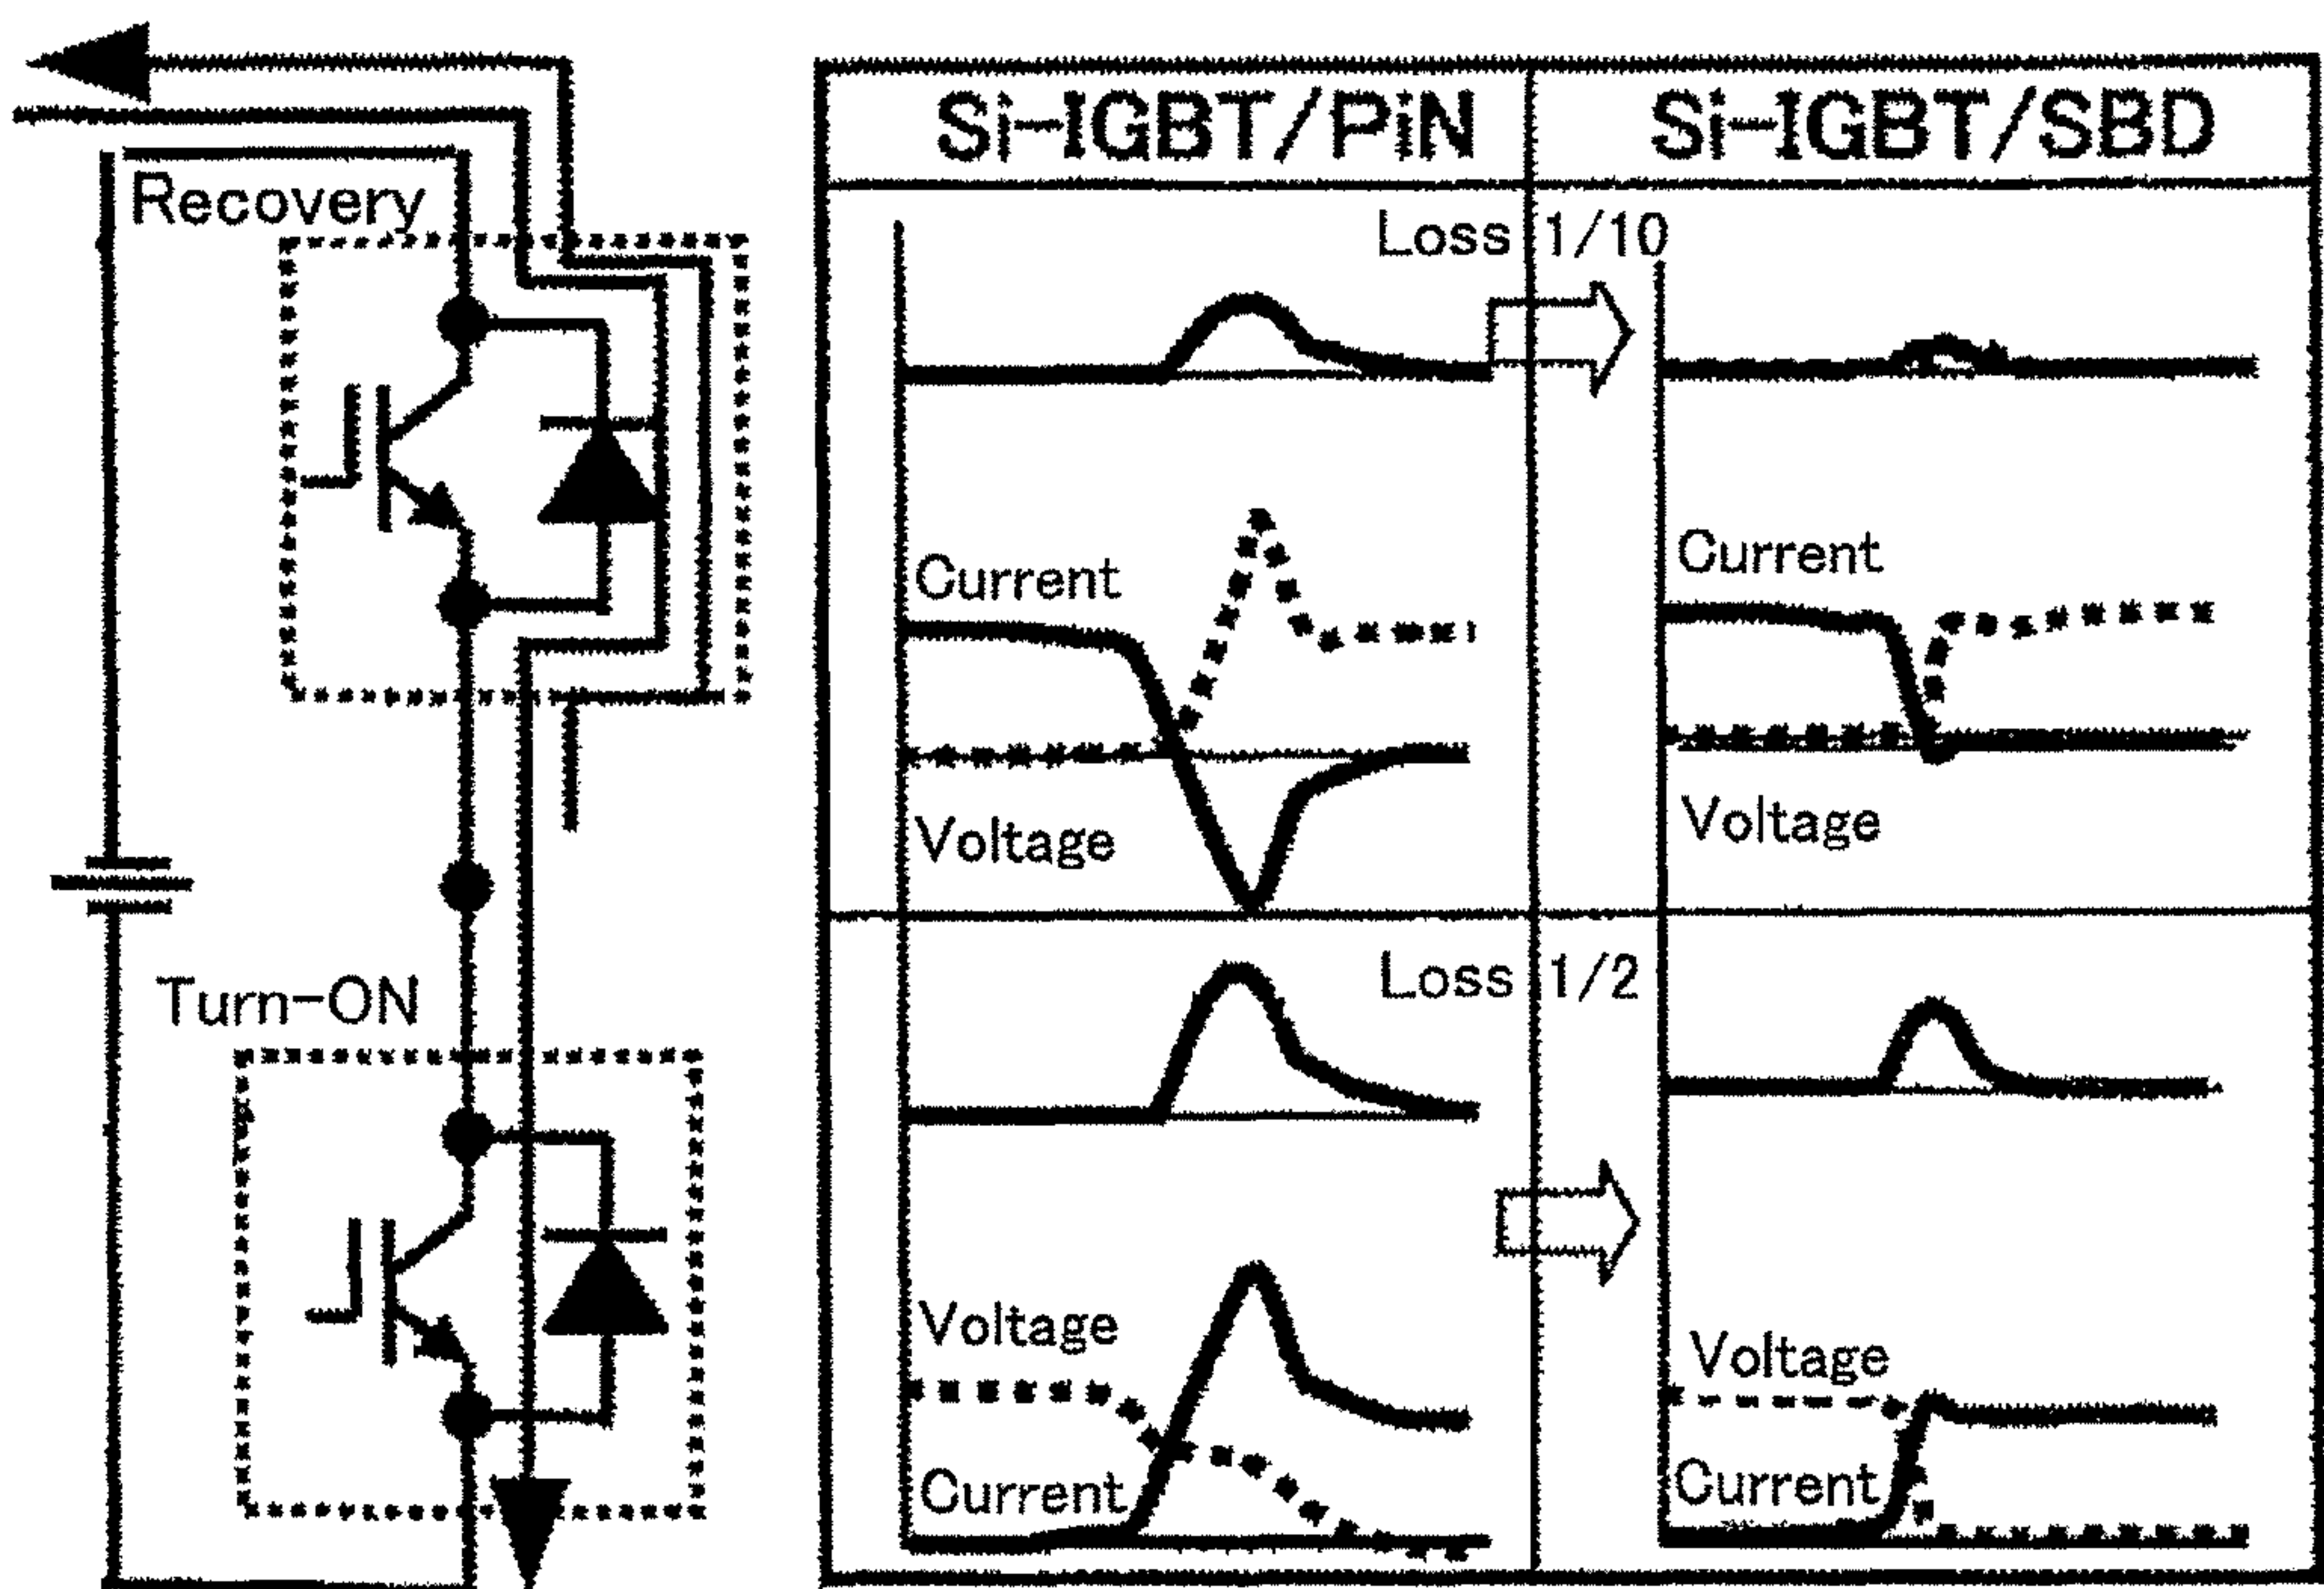 Recovery
Turn-ON
Si-IGBT/PiN
Si-IGBT/SBD
Loss 1/10
Current
Voltage
Current
Voltage
Loss 1/2
Voltage
Current
Voltage
Current